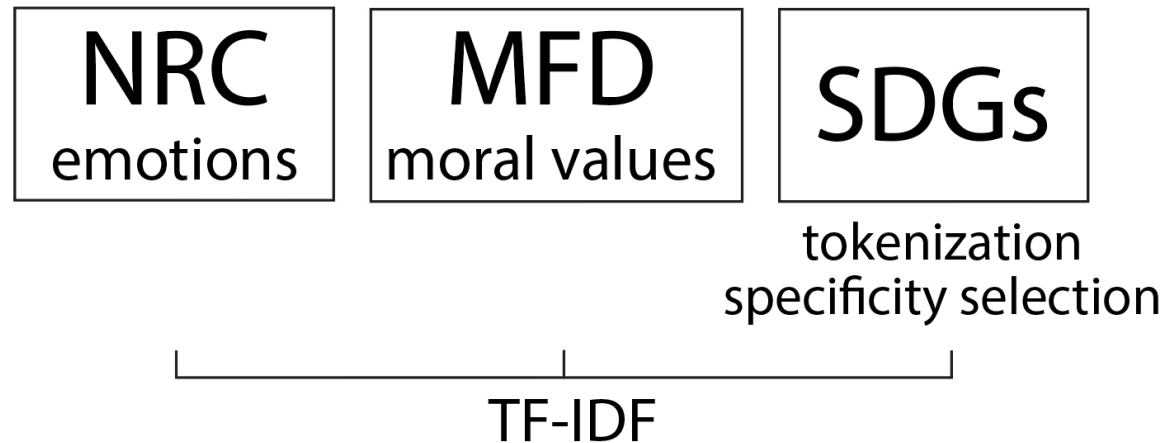 NRC
emotions
MFD
moral values
SDGs
tokenization
specificity selection
TF-IDF